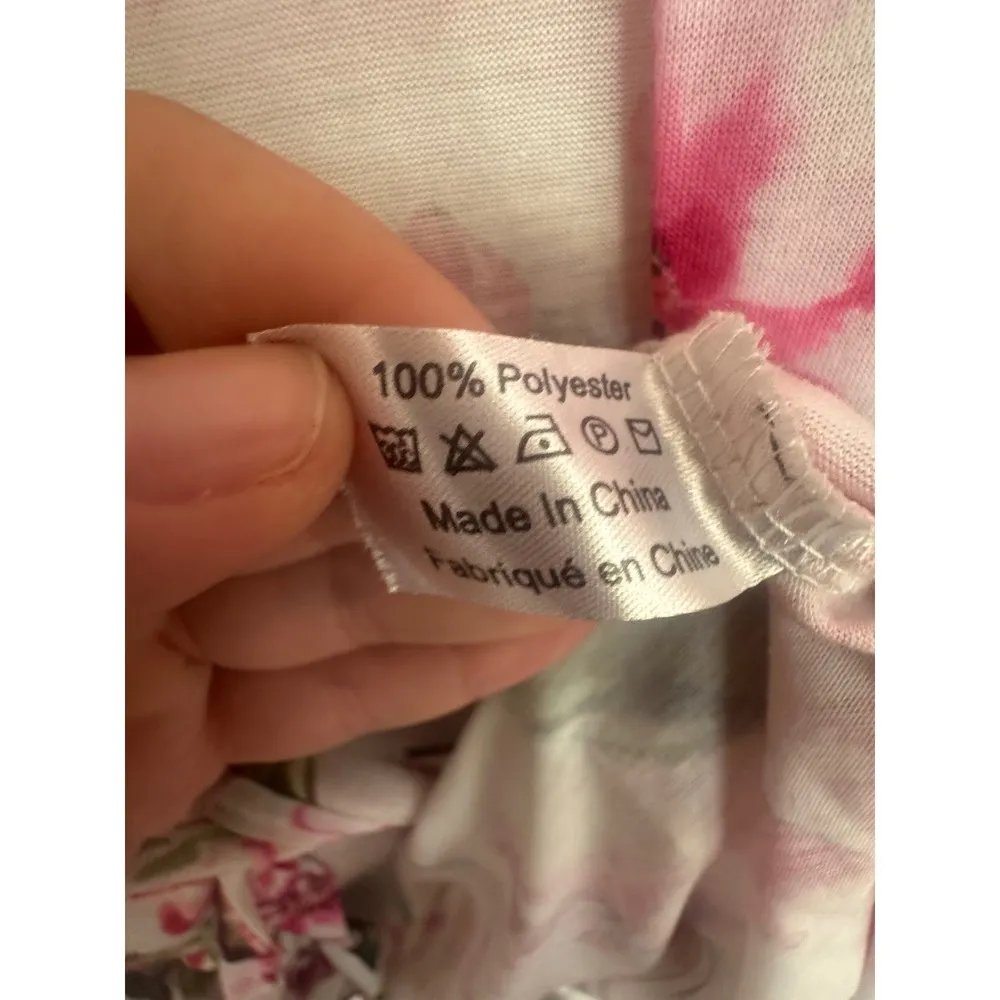 100% Polyester
P
Made In China
Fabriqué en Chine